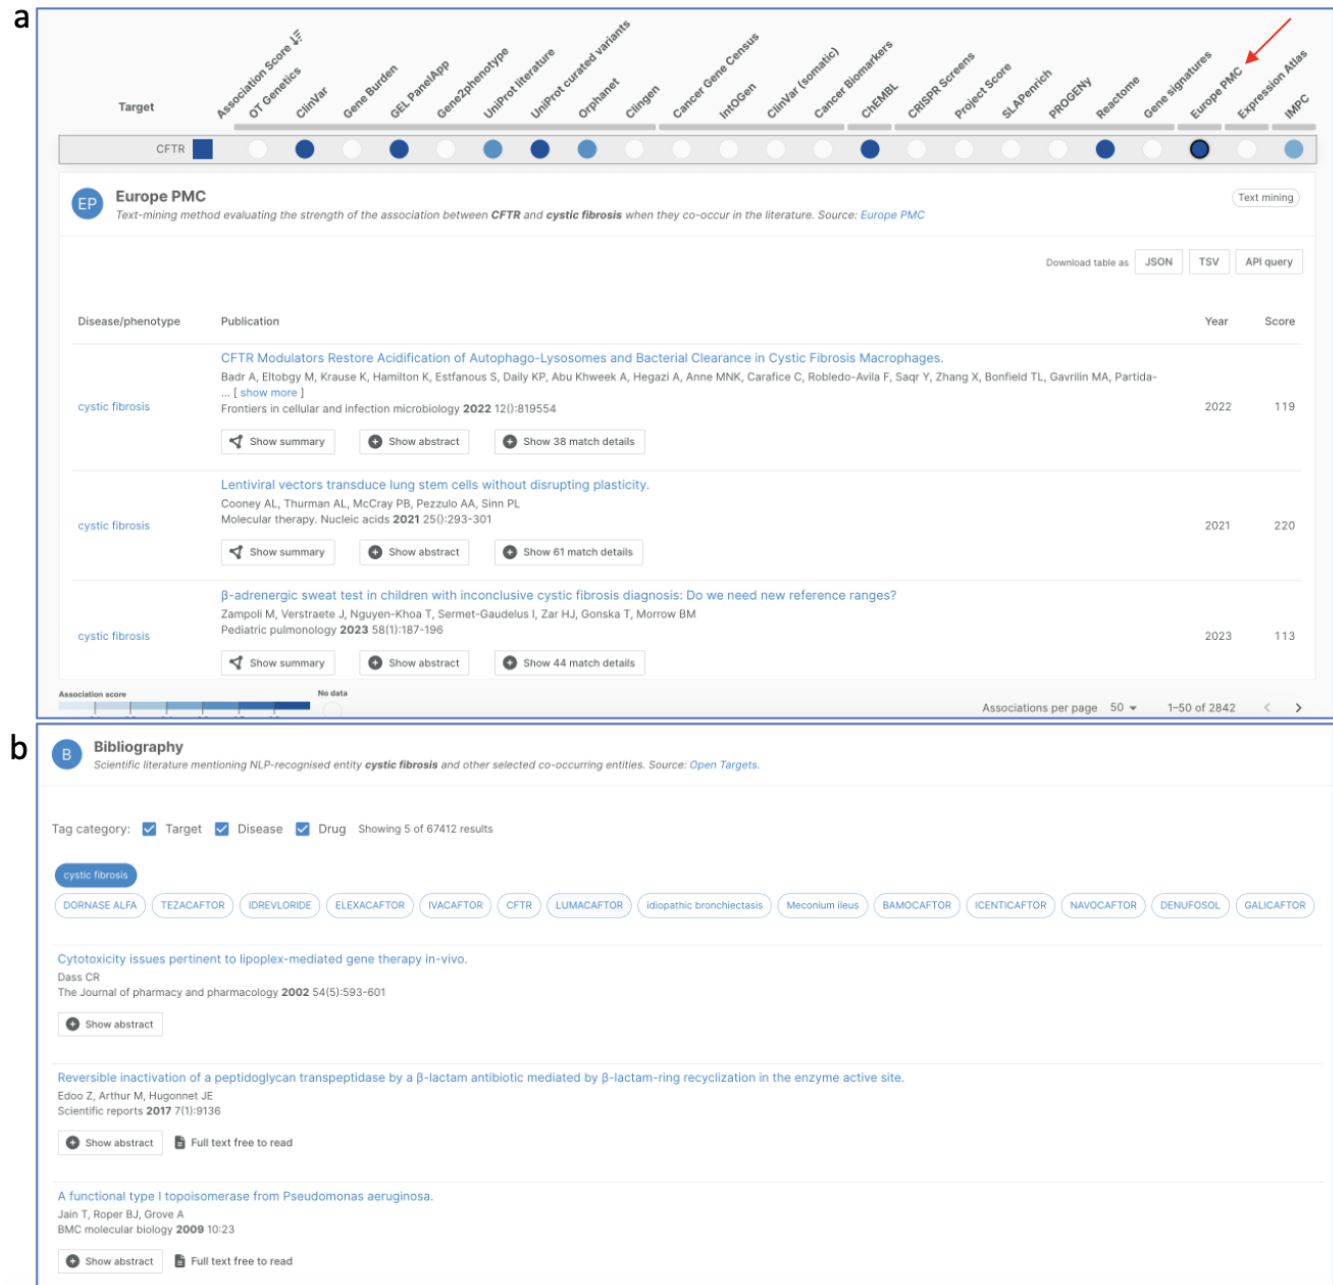 a
Target
Association Score
OT Genetics
ClinVar
Gene Burden
GEL PanelApp
Gene2phenotype
UniProt literature
UniProt curated variants
Orphanet
Clingen
Cancer Gene Census
IntOGen
ClinVar (somatic)
Cancer Biomarkers
ChEMBL
CRISPR Screens
Project Score
SLAPenrich
PROGENy
Reactome
Gene signatures
Europe PMC
Expression Atlas
IMPC
CFTR
EP
Europe PMC
Text mining
Text-mining method evaluating the strength of the association between CFTR and cystic fibrosis when they co-occur in the literature. Source: Europe PMC
Download table as JSON TSV API query
Disease/phenotype Publication Year Score
CFTR Modulators Restore Acidification of Autophago-Lysosomes and Bacterial Clearance in Cystic Fibrosis Macrophages.
Badr A, Eltobgy M, Krause K, Hamilton K, Estfanous S, Daily KP, Abu Khweek A, Hegazi A, Anne MNK, Carafice C, Robledo-Avila F, Saqr Y, Zhang X, Bonfield TL, Gavrilin MA, Partida-
... [ show more ]
cystic fibrosis Frontiers in cellular and infection microbiology 2022 12():819554 2022 119
Show summary Show abstract Show 38 match details
Lentiviral vectors transduce lung stem cells without disrupting plasticity.
Cooney AL, Thurman AL, McCray PB, Pezzulo AA, Sinn PL
cystic fibrosis Molecular therapy. Nucleic acids 2021 25():293-301 2021 220
Show summary Show abstract Show 61 match details
β-adrenergic sweat test in children with inconclusive cystic fibrosis diagnosis: Do we need new reference ranges?
Zampoli M, Verstraete J, Nguyen-Khoa T, Sermet-Gaudelus I, Zar HJ, Gonska T, Morrow BM
cystic fibrosis Pediatric pulmonology 2023 58(1):187-196 2023 113
Show summary Show abstract Show 44 match details
Association score No data
Associations per page 50 1-50 of 2842
b
B
Bibliography
Scientific literature mentioning NLP-recognised entity cystic fibrosis and other selected co-occurring entities. Source: Open Targets.
Tag category: Target Disease Drug Showing 5 of 67412 results
cystic fibrosis
DORNASE ALFA TEZACAFTOR IDREVLORIDE ELEXACAFTOR IVACAFTOR CFTR LUMACAFTOR idiopathic bronchiectasis Meconium ileus BAMOCAFTOR ICENTICAFTOR NAVOCAFTOR DENUFOSOL GALICAFTOR
Cytotoxicity issues pertinent to lipoplex-mediated gene therapy in-vivo.
Dass CR
The Journal of pharmacy and pharmacology 2002 54(5):593-601
Show abstract
Reversible inactivation of a peptidoglycan transpeptidase by a β-lactam antibiotic mediated by β-lactam-ring recyclization in the enzyme active site.
Edoo Z, Arthur M, Hugonnet JE
Scientific reports 2017 7(1):9136
Show abstract Full text free to read
A functional type I topoisomerase from Pseudomonas aeruginosa.
Jain T, Roper BJ, Grove A
BMC molecular biology 2009 10:23
Show abstract Full text free to read